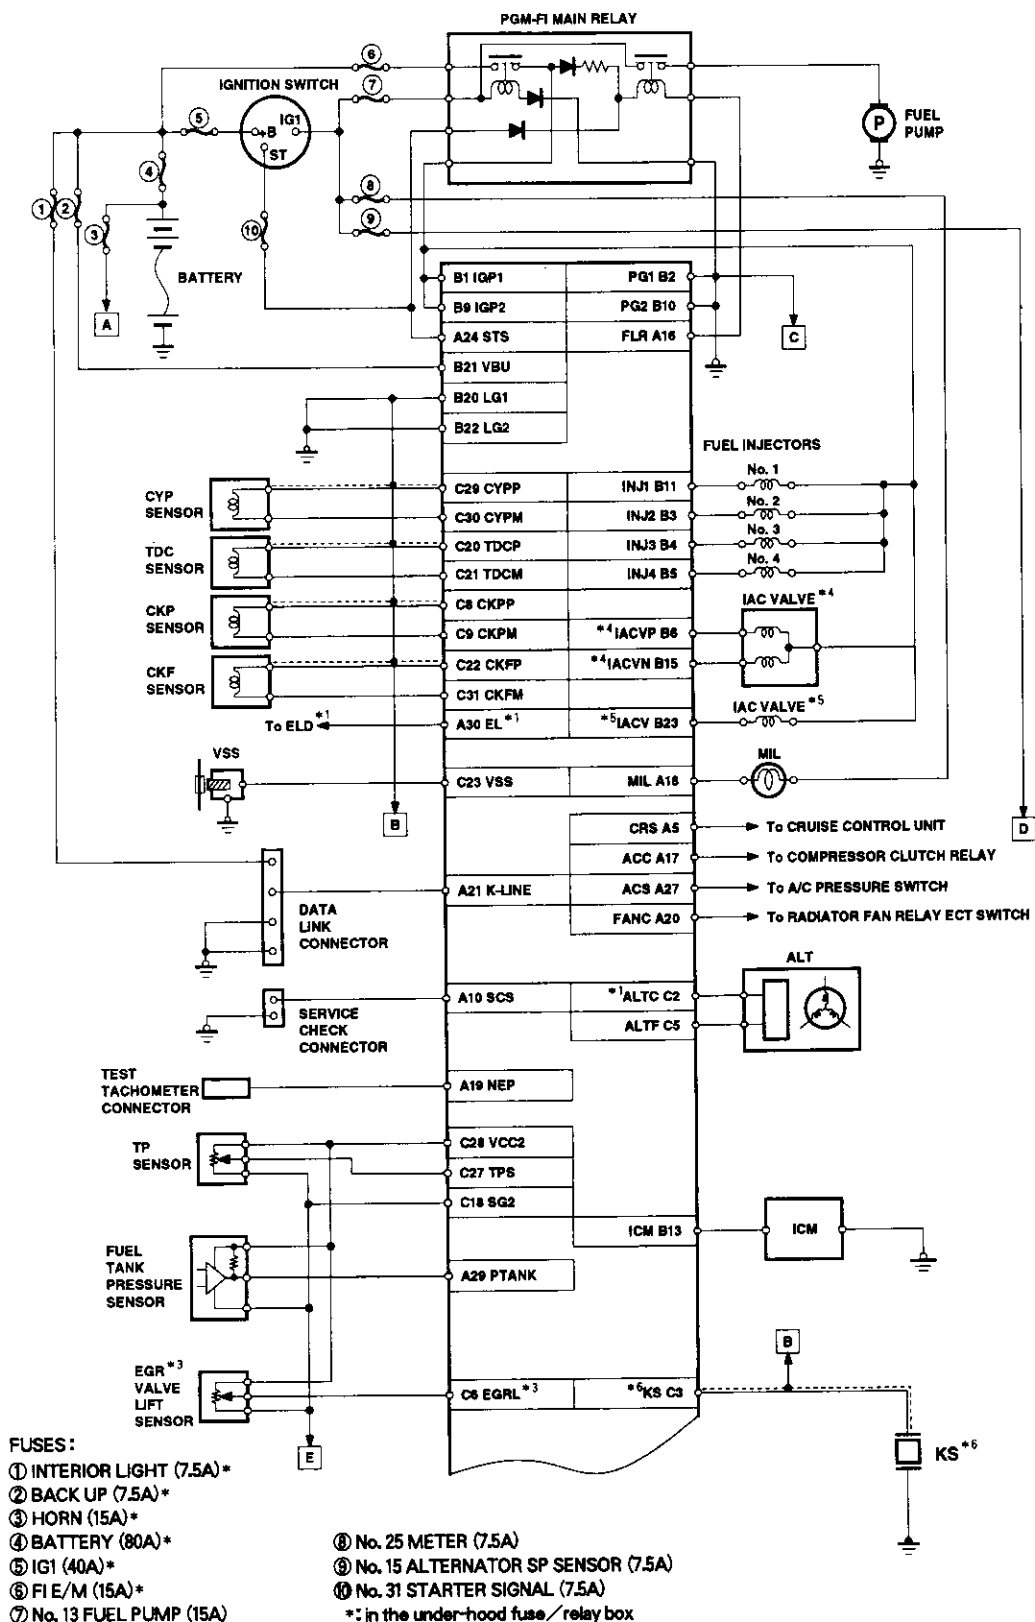 PGM-FI MAIN RELAY
6
7
IGNITION SWITCH
5
B
IG1
ST
FUEL
PUMP
P
4
1
2
3
8
9
10
BATTERY
A
B1 IGP1
PG1 B2
B9 IGP2
PG2 B10
A24 STS
FLR A16
C
B21 VBU
B20 LG1
B22 LG2
FUEL INJECTORS
CYP
SENSOR
C29 CYPP
INJ1 B11
No. 1
C30 CYPM
INJ2 B3
No. 2
TDC
SENSOR
C20 TDCP
INJ3 B4
No. 3
C21 TDCM
INJ4 B5
No. 4
CKP
SENSOR
C8 CKPP
IAC VALVE *4
C9 CKPM
*4 IACVP B6
CKF
SENSOR
C22 CKFP
*4 IACVN B15
C31 CKFM
To ELD *1
A30 EL *1
*5 IACV B23
IAC VALVE *5
VSS
C23 VSS
MIL A18
MIL
B
CRS A5
To CRUISE CONTROL UNIT
D
ACC A17
To COMPRESSOR CLUTCH RELAY
A21 K-LINE
ACS A27
To A/C PRESSURE SWITCH
FANC A20
To RADIATOR FAN RELAY ECT SWITCH
DATA
LINK
CONNECTOR
ALT
A10 SCS
*1 ALTC C2
ALTF C5
SERVICE
CHECK
CONNECTOR
TEST
TACHOMETER
CONNECTOR
A19 NEP
TP
SENSOR
C28 VCC2
C27 TPS
C18 SG2
ICM B13
ICM
FUEL
TANK
PRESSURE
SENSOR
A29 PTANK
B
EGR *3
VALVE
LIFT
SENSOR
C6 EGRL *3
*6 KS C3
E
KS *6
FUSES :
① INTERIOR LIGHT (7.5A)*
② BACK UP (7.5A)*
③ HORN (15A)*
④ BATTERY (80A)*
⑤ IG1 (40A)*
⑥ FI E/M (15A)*
⑦ No. 13 FUEL PUMP (15A)
⑧ No. 25 METER (7.5A)
⑨ No. 15 ALTERNATOR SP SENSOR (7.5A)
⑩ No. 31 STARTER SIGNAL (7.5A)
*: in the under-hood fuse/relay box